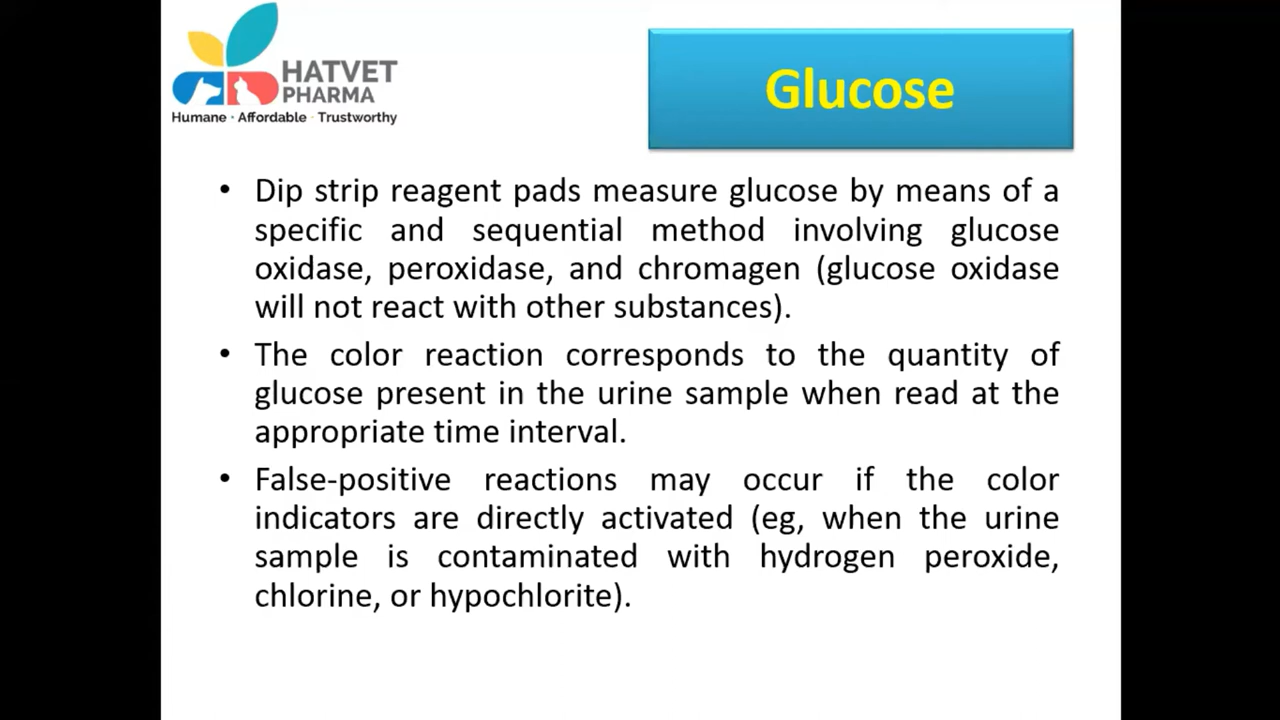 HATVET
PHARMA
Humane · Affordable · Trustworthy
Glucose
• Dip strip reagent pads measure glucose by means of a
specific and sequential method involving glucose
oxidase, peroxidase, and chromagen (glucose oxidase
will not react with other substances).
• The color reaction corresponds to the quantity of
glucose present in the urine sample when read at the
appropriate time interval.
• False-positive reactions may occur if the color
indicators are directly activated (eg, when the urine
sample is contaminated with hydrogen peroxide,
chlorine, or hypochlorite).